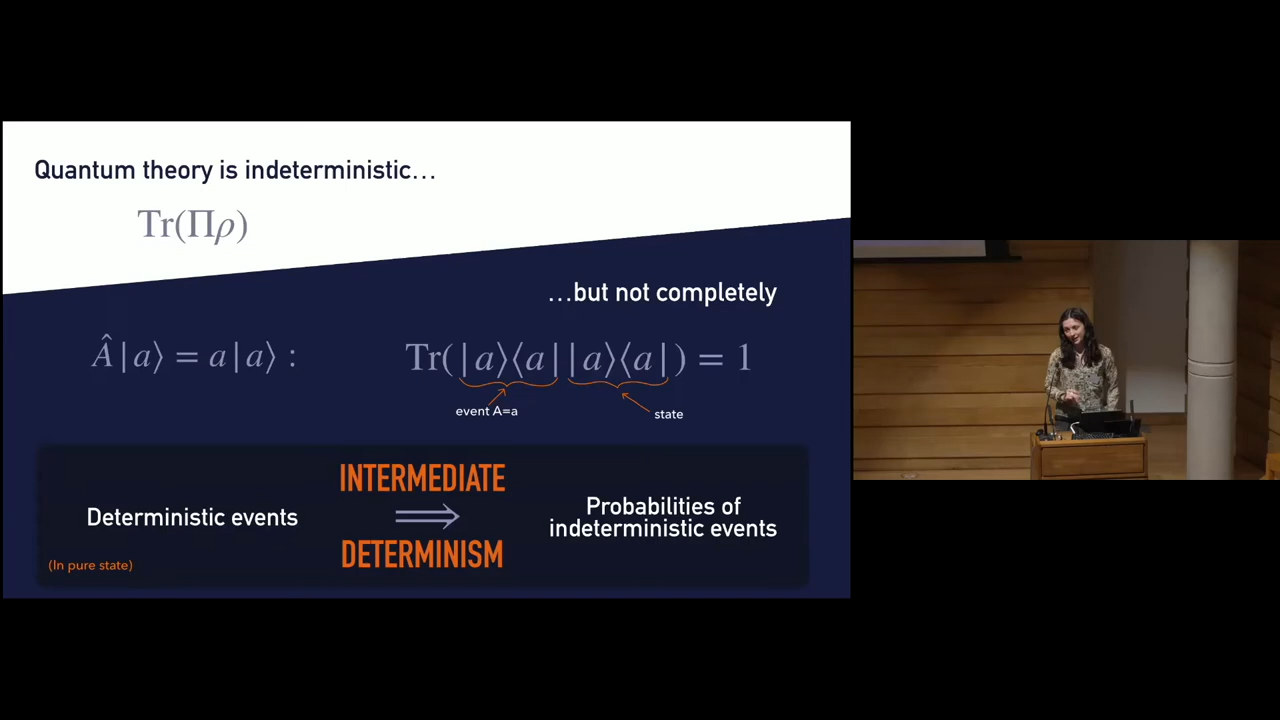 Quantum theory is indeterministic...
Tr(Πρ)
...but not completely
Â|a⟩ = a|a⟩ :
Tr(|a⟩⟨a||a⟩⟨a|) = 1
event A=a
state
INTERMEDIATE
Deterministic events
⟹
Probabilities of
indeterministic events
DETERMINISM
(In pure state)